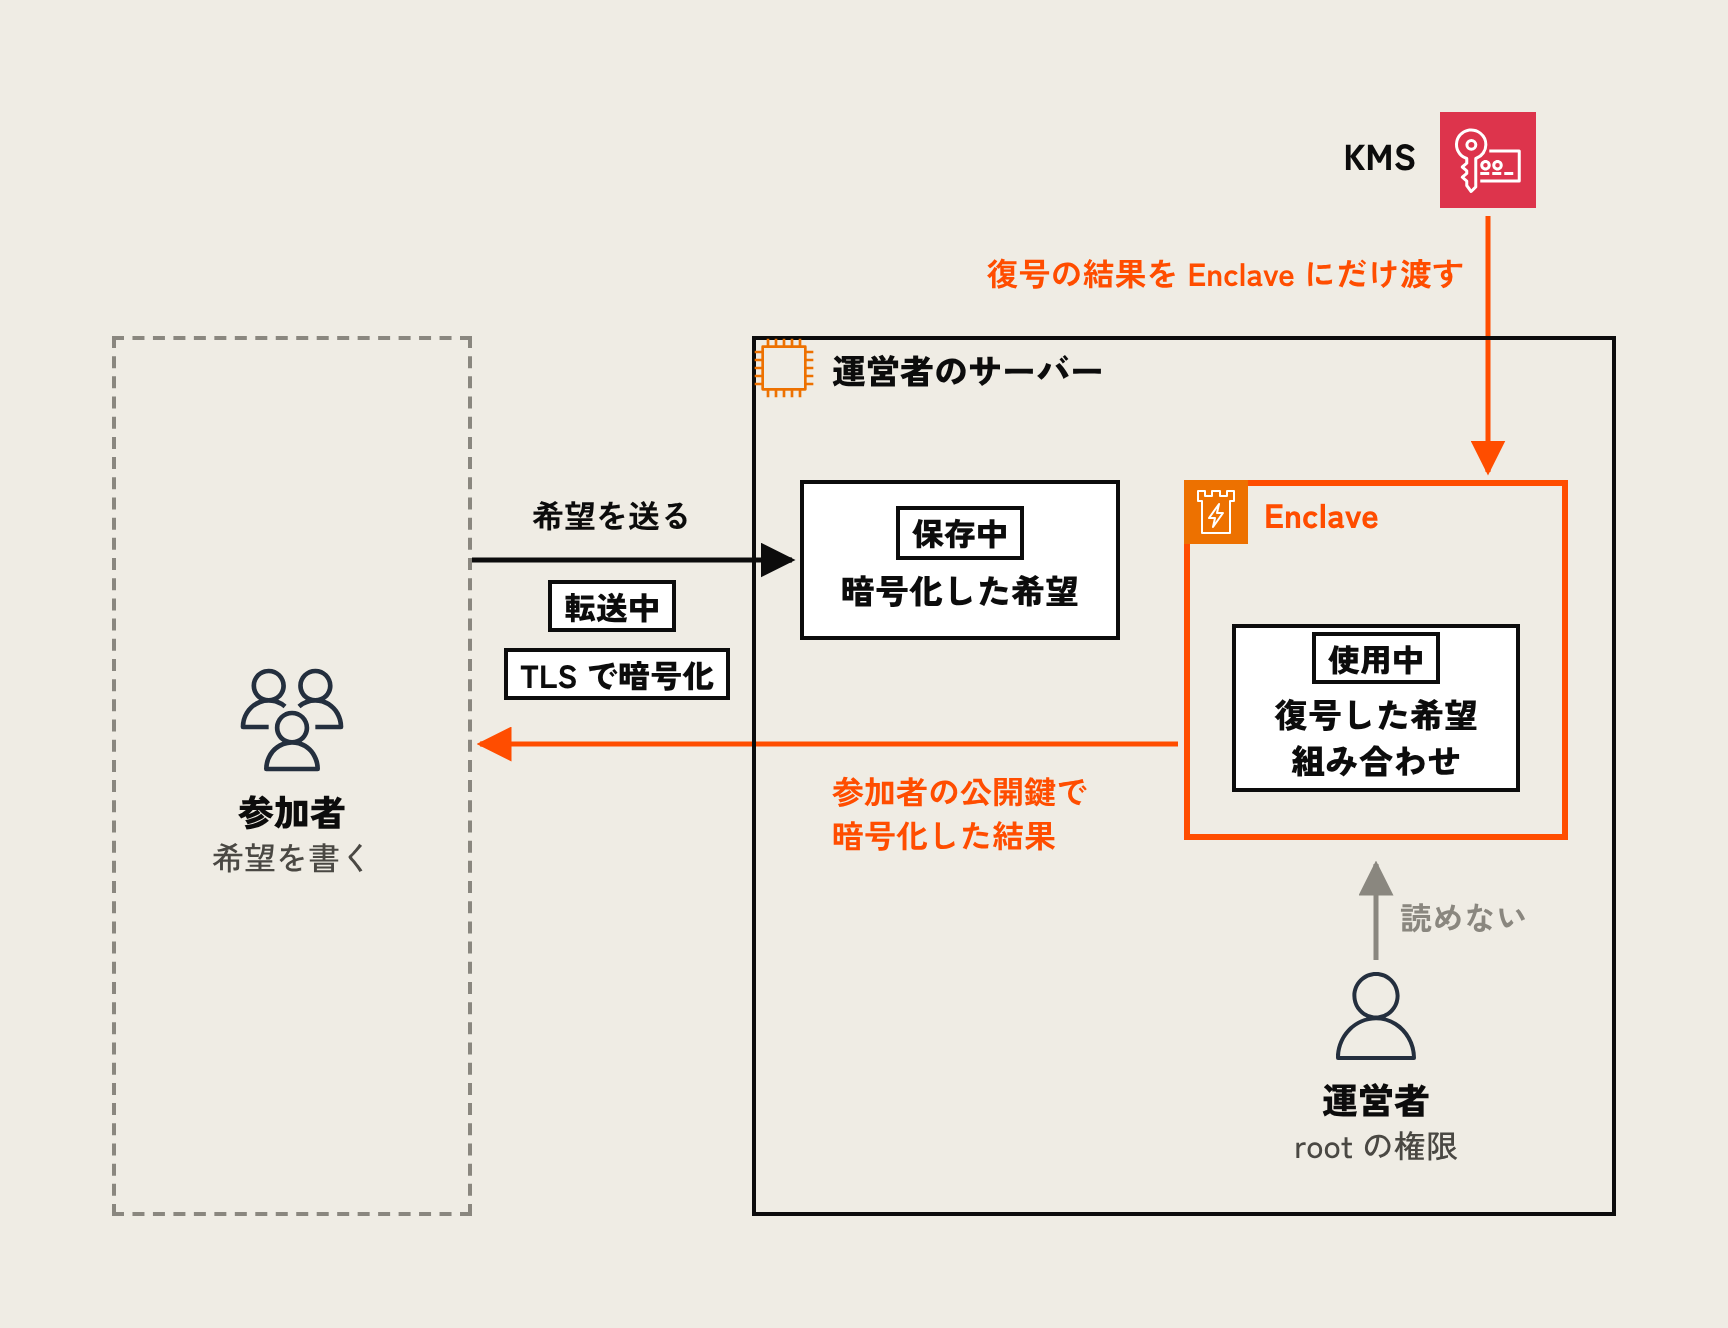 KMS
復号の結果を Enclave にだけ渡す
運営者のサーバー
希望を送る
転送中
TLS で暗号化
保存中
暗号化した希望
Enclave
使用中
復号した希望
組み合わせ
参加者
希望を書く
参加者の公開鍵で
暗号化した結果
読めない
運営者
root の権限